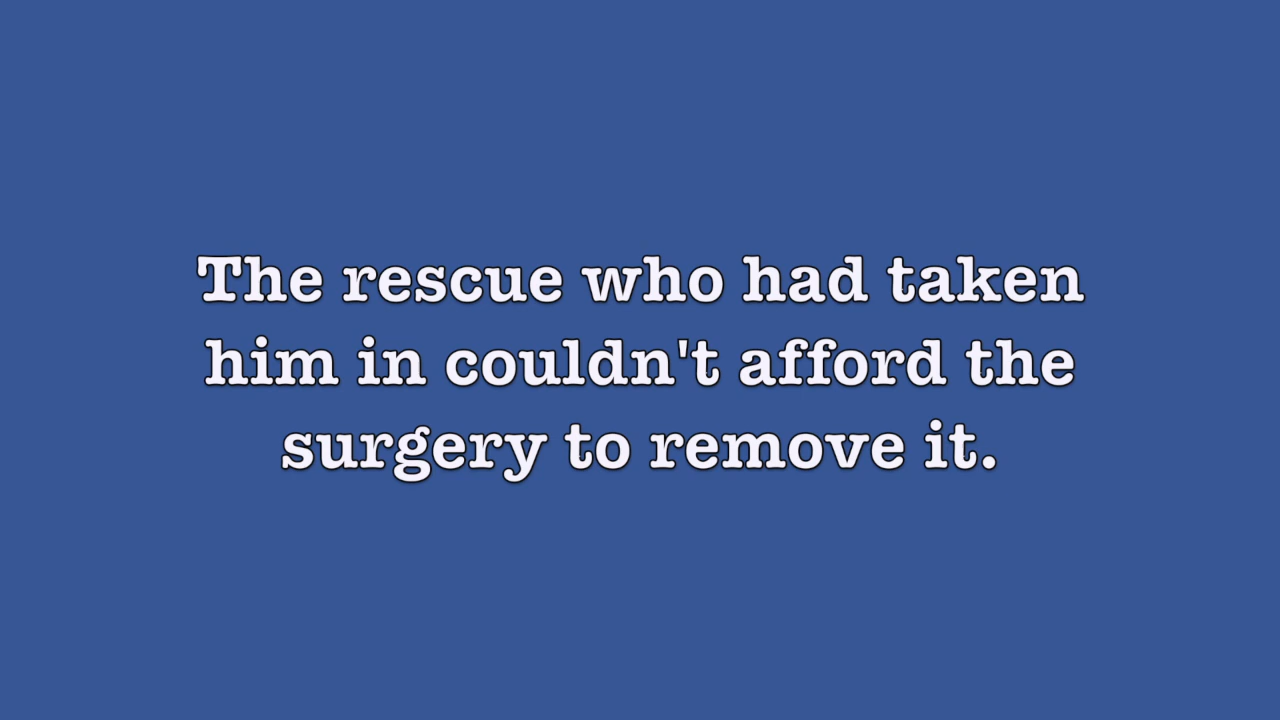 The rescue who had taken
him in couldn't afford the
surgery to remove it.